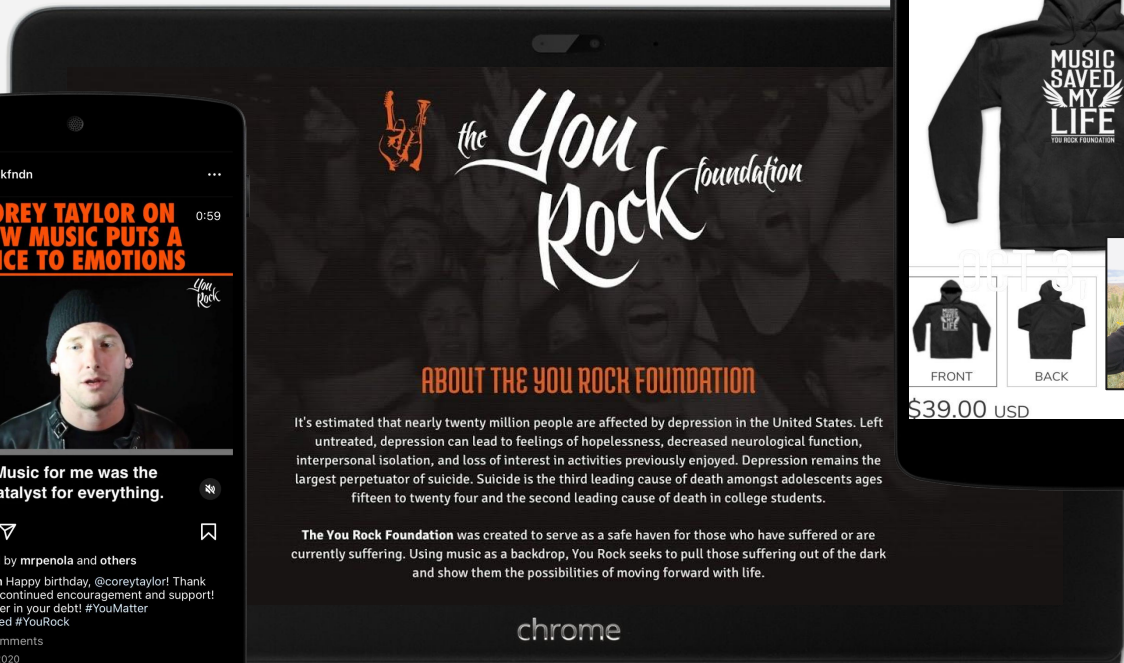 kfndn
...
OREY TAYLOR ON
W MUSIC PUTS A
ICE TO EMOTIONS
0:59
You
Rock
Music for me was the
atalyst for everything.
by mrpenola and others
Happy birthday, @coreytaylor! Thank
continued encouragement and support!
er in your debt! #YouMatter
ed #YouRock
mments
2020
the You
Rock foundation
ABOUT THE YOU ROCK FOUNDATION
It's estimated that nearly twenty million people are affected by depression in the United States. Left
untreated, depression can lead to feelings of hopelessness, decreased neurological function,
interpersonal isolation, and loss of interest in activities previously enjoyed. Depression remains the
largest perpetuator of suicide. Suicide is the third leading cause of death amongst adolescents ages
fifteen to twenty four and the second leading cause of death in college students.
The You Rock Foundation was created to serve as a safe haven for those who have suffered or are
currently suffering. Using music as a backdrop, You Rock seeks to pull those suffering out of the dark
and show them the possibilities of moving forward with life.
chrome
MUSIC
SAVED
MY
LIFE
YOU ROCK FOUNDATION
OCT 3,
MUSIC
SAVED
MY
LIFE
FRONT
BACK
$39.00 USD